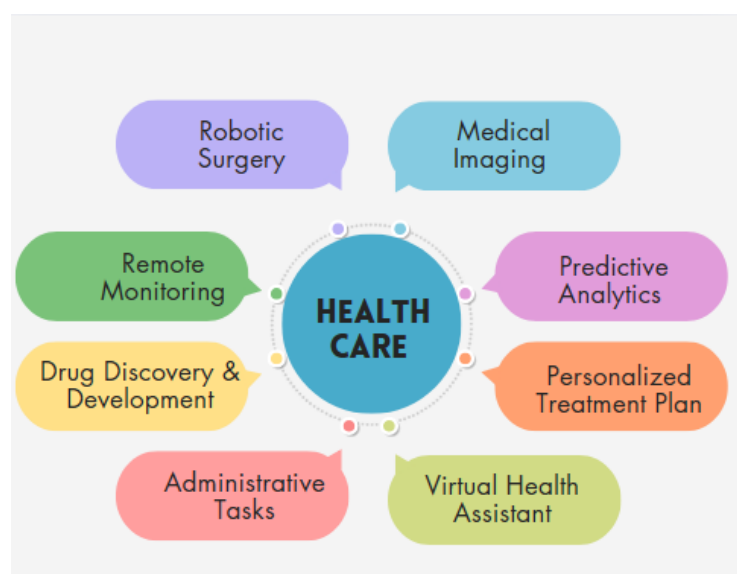 Robotic
Surgery
Medical
Imaging
Remote
Monitoring
Predictive
Analytics
HEALTH
CARE
Drug Discovery &
Development
Personalized
Treatment Plan
Administrative
Tasks
Virtual Health
Assistant